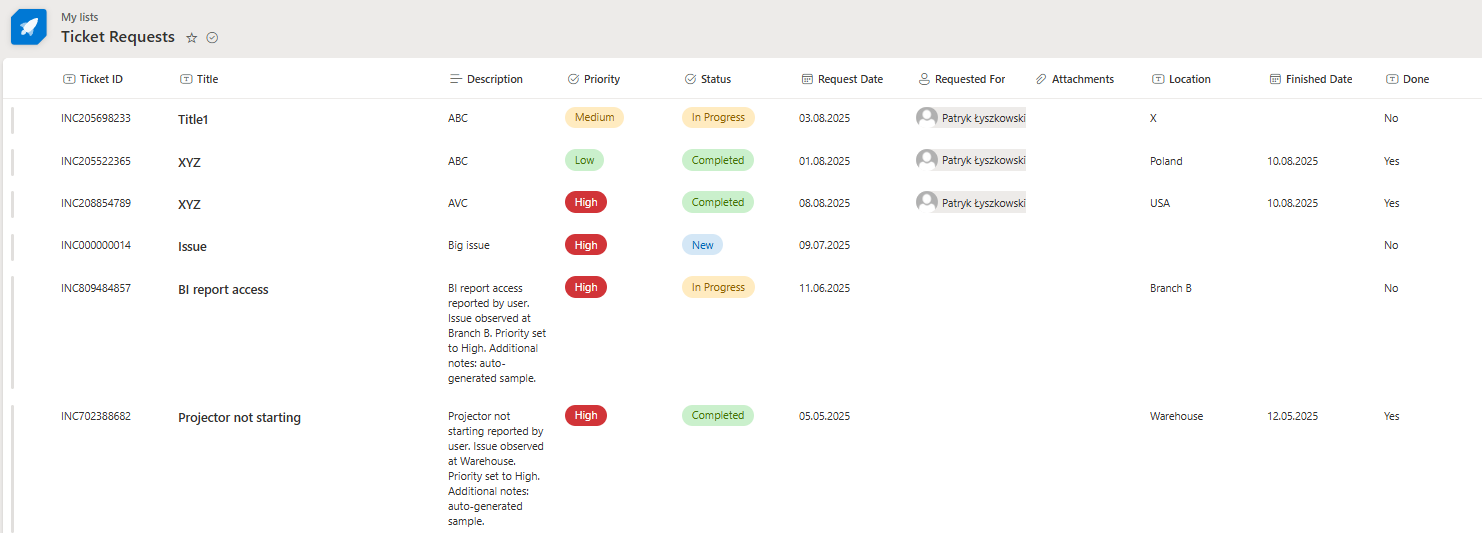 My lists
Ticket Requests
Ticket ID Title Description Priority Status Request Date Requested For Attachments Location Finished Date Done
INC205698233 Title1 ABC Medium In Progress 03.08.2025 Patryk Łyszkowski X No
INC205522365 XYZ ABC Low Completed 01.08.2025 Patryk Łyszkowski Poland 10.08.2025 Yes
INC208854789 XYZ AVC High Completed 08.08.2025 Patryk Łyszkowski USA 10.08.2025 Yes
INC000000014 Issue Big issue High New 09.07.2025 No
INC809484857 BI report access BI report access High In Progress 11.06.2025 Branch B No
reported by user.
Issue observed at
Branch B. Priority set
to High. Additional
notes: auto-
generated sample.
INC702388682 Projector not starting Projector not High Completed 05.05.2025 Warehouse 12.05.2025 Yes
starting reported by
user. Issue observed
at Warehouse.
Priority set to High.
Additional notes:
auto-generated
sample.